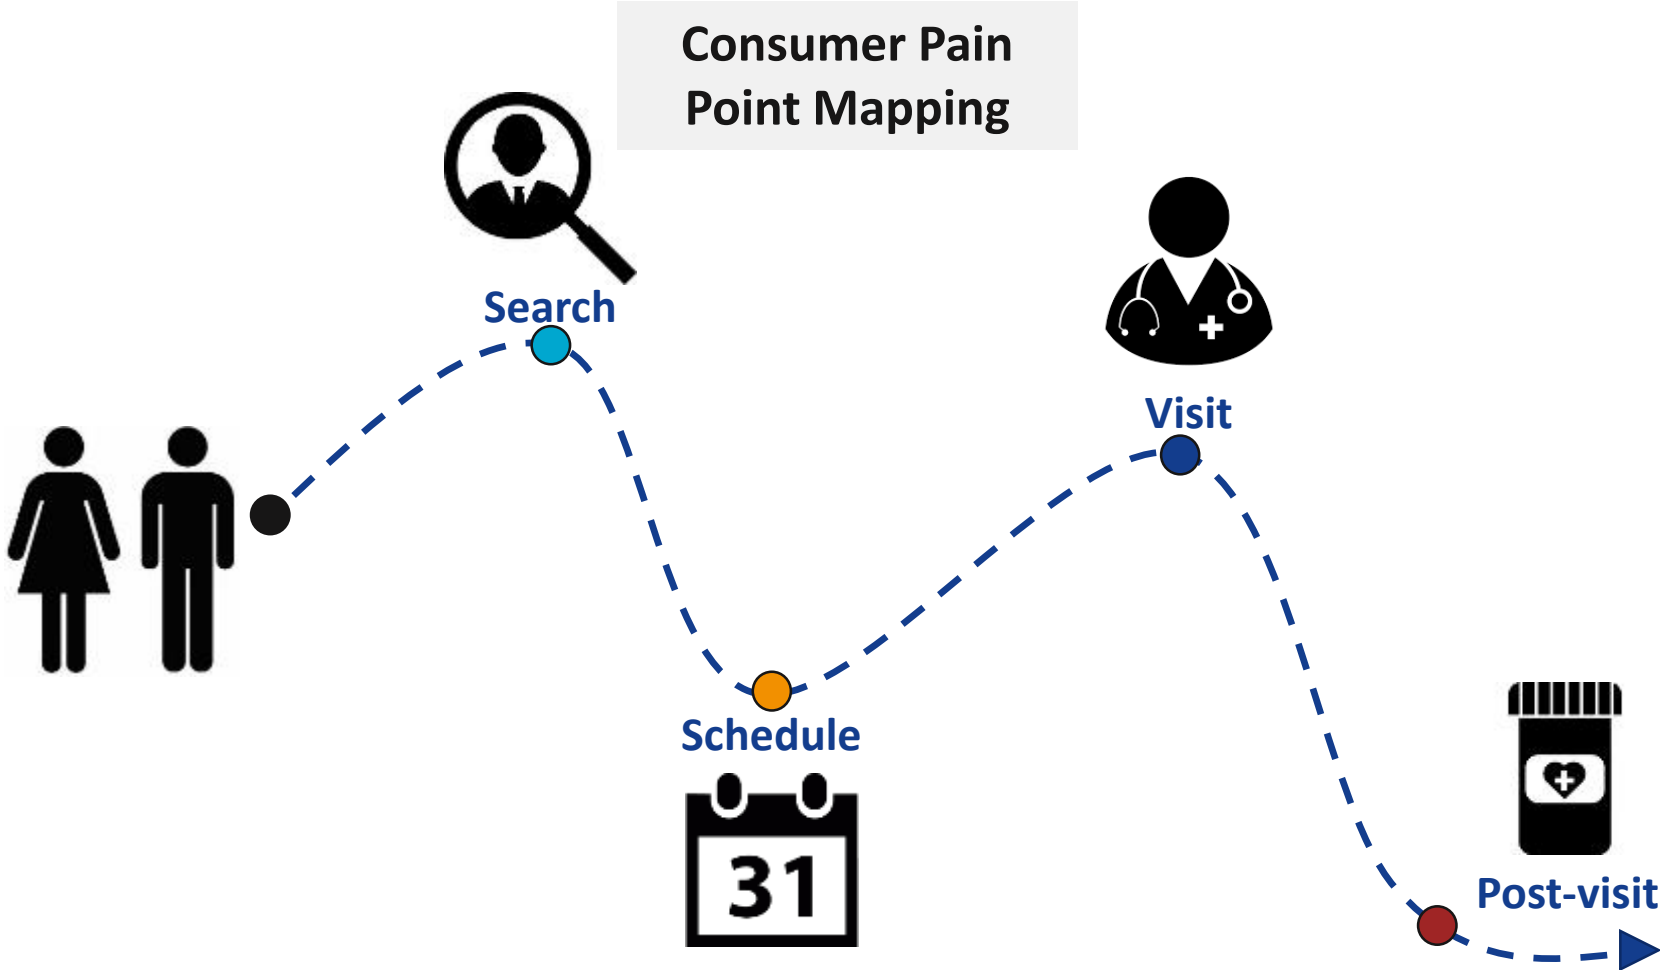 Consumer Pain
Point Mapping
Search
Visit
Schedule
31
Post-visit